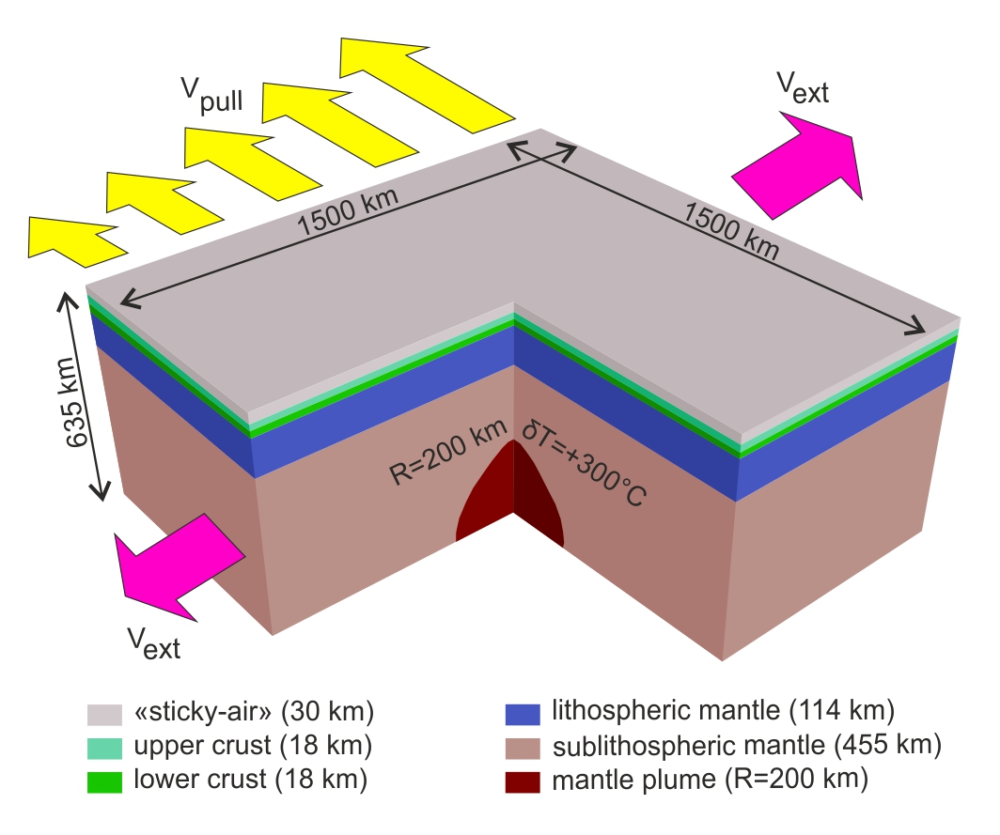 Vpull
Vext
1500 km
1500 km
635 km
R=200 km
δT=+300°C
Vext
«sticky-air» (30 km)
upper crust (18 km)
lower crust (18 km)
lithospheric mantle (114 km)
sublithospheric mantle (455 km)
mantle plume (R=200 km)